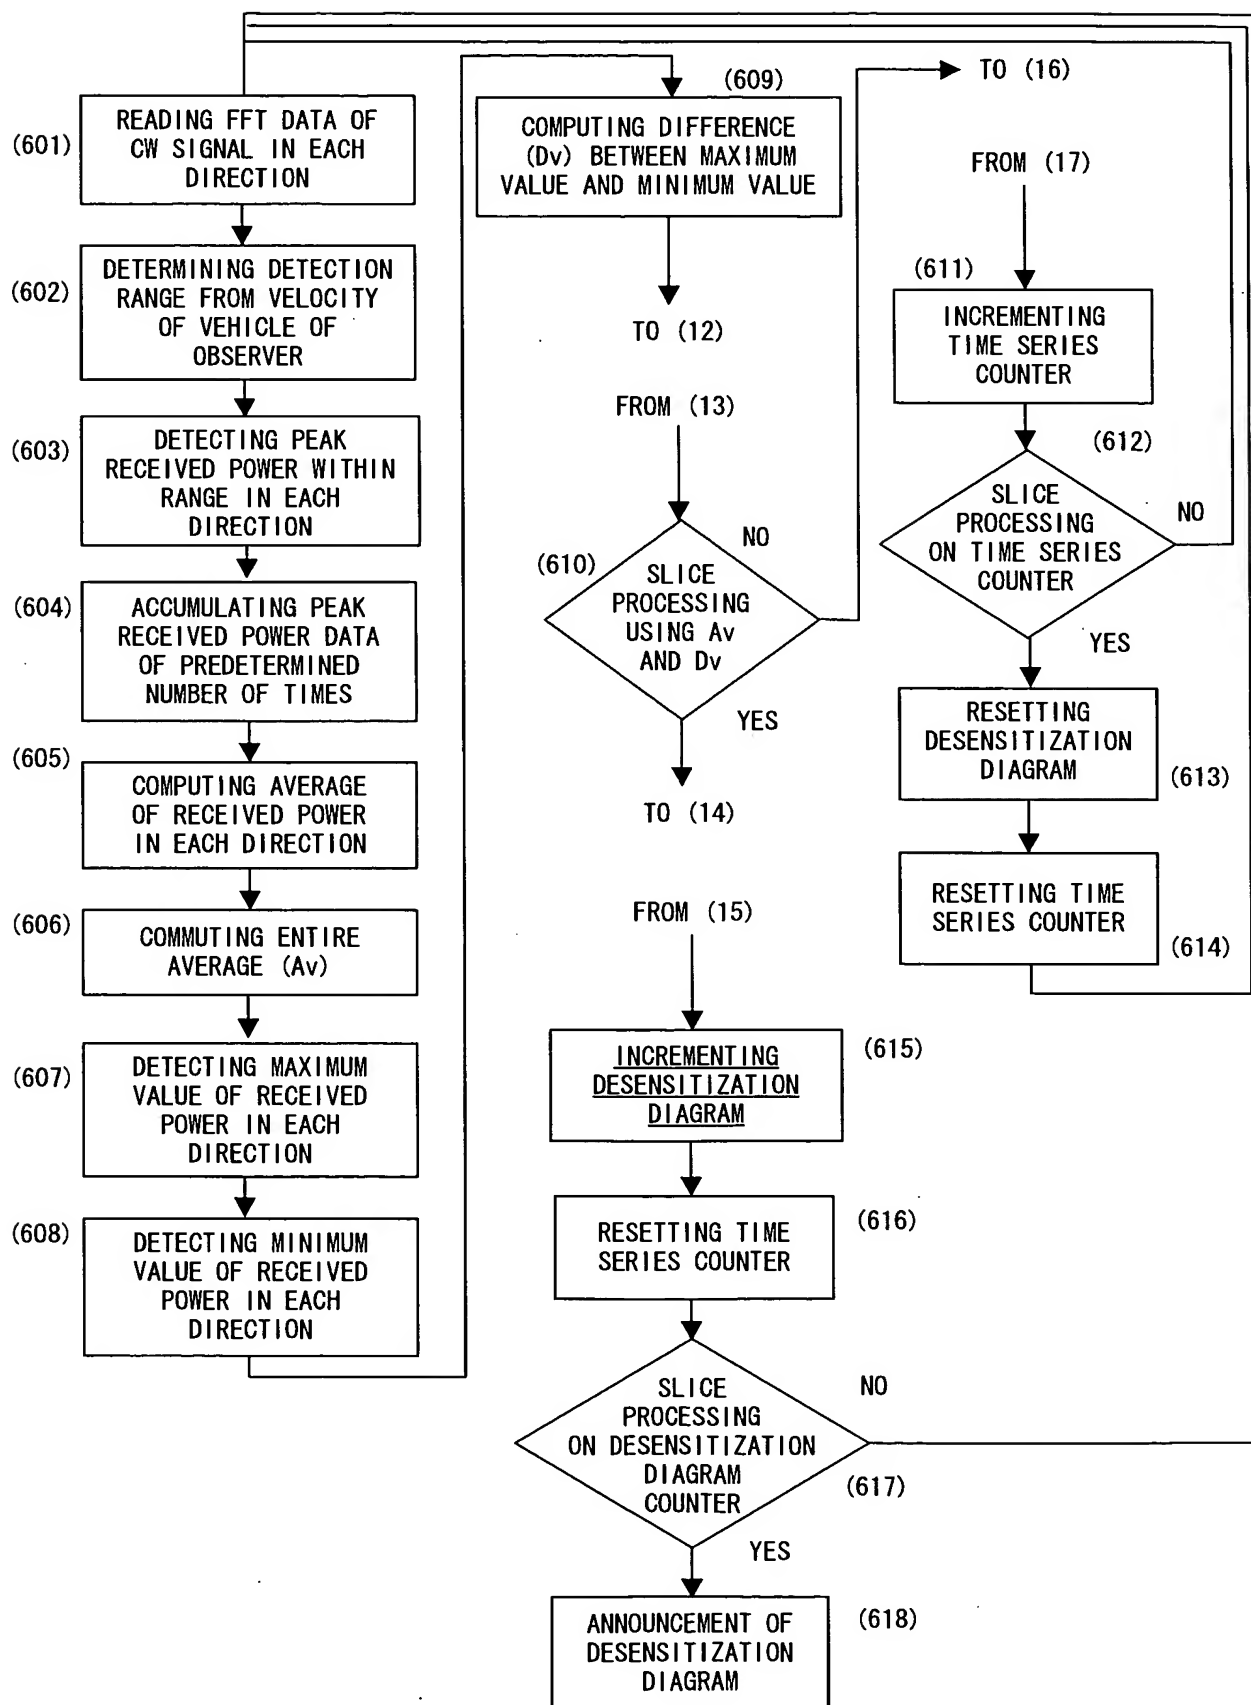 (601)
READING FFT DATA OF
CW SIGNAL IN EACH
DIRECTION
(602)
DETERMINING DETECTION
RANGE FROM VELOCITY
OF VEHICLE OF
OBSERVER
(603)
DETECTING PEAK
RECEIVED POWER WITHIN
RANGE IN EACH
DIRECTION
(604)
ACCUMULATING PEAK
RECEIVED POWER DATA
OF PREDETERMINED
NUMBER OF TIMES
(605)
COMPUTING AVERAGE
OF RECEIVED POWER
IN EACH DIRECTION
(606)
COMMUTING ENTIRE
AVERAGE (Av)
(607)
DETECTING MAXIMUM
VALUE OF RECEIVED
POWER IN EACH
DIRECTION
(608)
DETECTING MINIMUM
VALUE OF RECEIVED
POWER IN EACH
DIRECTION
(609)
COMPUTING DIFFERENCE
(Dv) BETWEEN MAXIMUM
VALUE AND MINIMUM VALUE
TO (12)
FROM (13)
(610)
SLICE
PROCESSING
USING Av
AND Dv
NO
YES
TO (14)
TO (16)
FROM (17)
(611)
INCREMENTING
TIME SERIES
COUNTER
(612)
SLICE
PROCESSING
ON TIME SERIES
COUNTER
NO
YES
RESETTING
DESENSITIZATION
DIAGRAM
(613)
RESETTING TIME
SERIES COUNTER
(614)
FROM (15)
INCREMENTING
DESENSITIZATION
DIAGRAM
(615)
RESETTING TIME
SERIES COUNTER
(616)
SLICE
PROCESSING
ON DESENSITIZATION
DIAGRAM
COUNTER
NO
(617)
YES
ANNOUNCEMENT OF
DESENSITIZATION
DIAGRAM
(618)